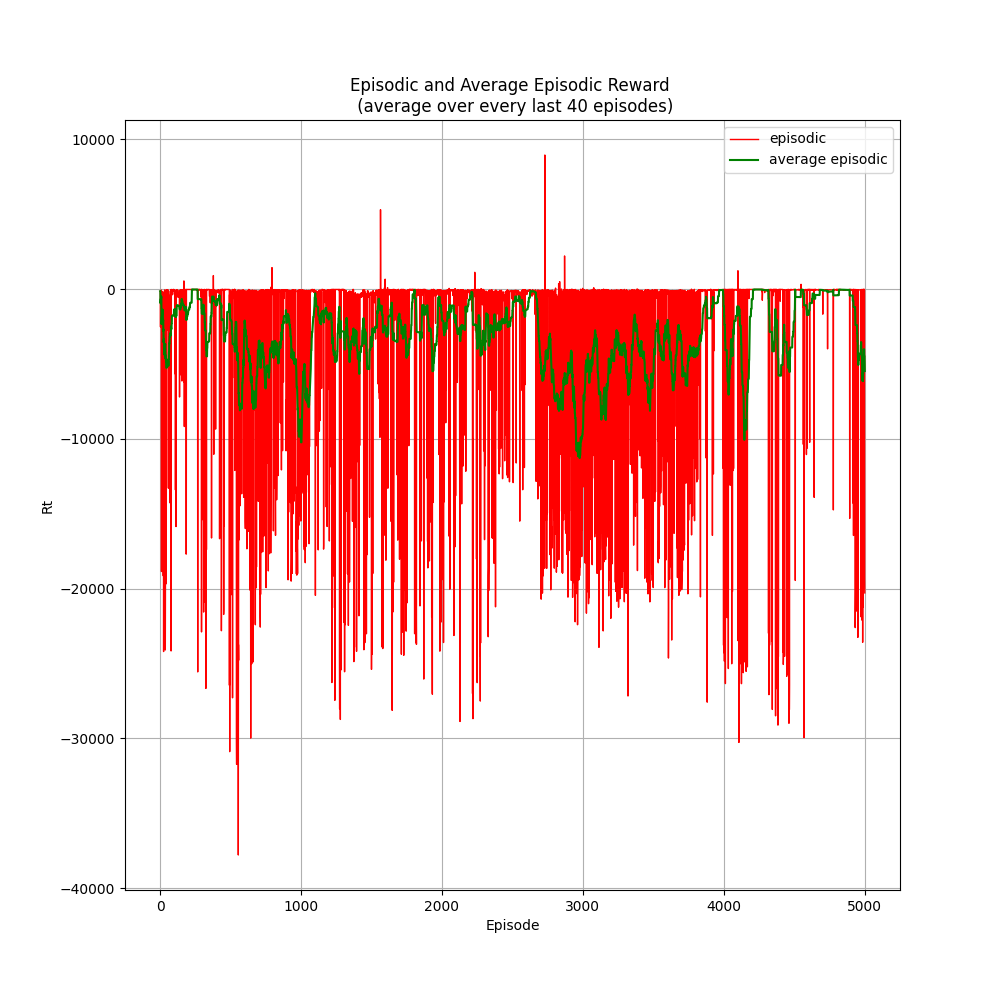 Episodic and Average Episodic Reward
(average over every last 40 episodes)
episodic
average episodic
10000
0
−10000
−20000
−30000
−40000
Rt
0
1000
2000
3000
4000
5000
Episode